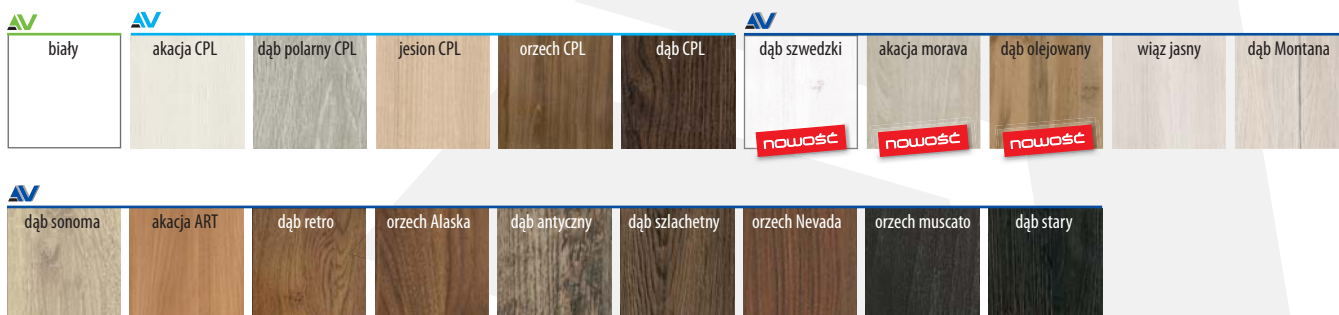 AV
AV
AV
biały
akacja CPL
dąb polarny CPL
jesion CPL
orzech CPL
dąb CPL
dąb szwedzki
akacja morava
dąb olejowany
wiąz jasny
dąb Montana
nowość
nowość
nowość
AV
dąb sonoma
akacja ART
dąb retro
orzech Alaska
dąb antyczny
dąb szlachetny
orzech Nevada
orzech muscato
dąb stary